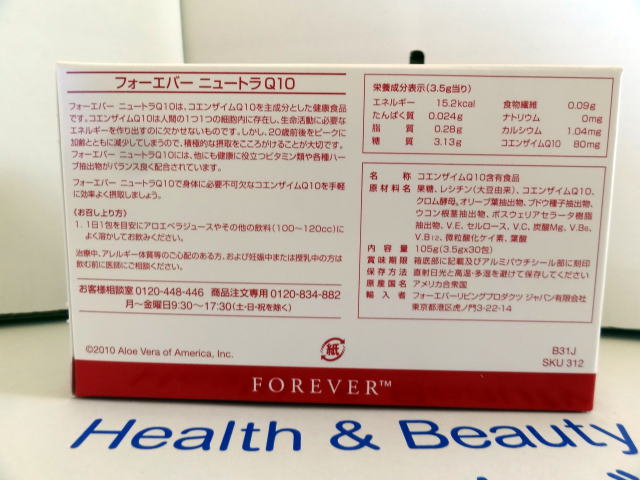 フォーエバー ニュートラQ10
フォーエバー ニュートラQ10は、コエンザイムQ10を主成分とした健康食品
です。コエンザイムQ10は人間の1つ1つの細胞内に存在し、生命活動に必要な
エネルギーを作り出すのに欠かせないものです。しかし、20歳前後をピークに
加齢とともに減少してしまうので、積極的な摂取をこころがけることが大切です。
フォーエバー ニュートラQ10には、他にも健康に役立つビタミン類や各種ハー
ブ抽出物がバランス良く配合されています。
フォーエバー ニュートラQ10で身体に必要不可欠なコエンザイムQ10を手軽
に効率よく摂取しましょう。
〈お召し上り方〉
1. 1日1包を目安にアロエベラジュースやその他の飲料(100〜120cc)に
よく溶かしてお飲みください。
治療中、アレルギー体質等のご心配のある方、および妊娠中または授乳中の方は
飲む前に医師にご相談ください。
お客様相談室 0120-448-446 商品注文専用 0120-834-882
月〜金曜日9:30〜17:30(土・日・祝を除く)
©2010 Aloe Vera of America, Inc.
紙
栄養成分表示(3.5g当り)
エネルギー 15.2kcal 食物繊維 0.09g
たんぱく質 0.024g ナトリウム 0mg
脂質 0.28g カルシウム 1.04mg
糖質 3.13g コエンザイムQ10 80mg
名称 コエンザイムQ10含有食品
原材料名 果糖、レシチン(大豆由来)、コエンザイムQ10、
クロム酵母、オリーブ葉抽出物、ブドウ種子抽出物、
ウコン根茎抽出物、ボスウェリアセラータ樹脂
抽出物、V.E、セルロース、V.C、炭酸Mg、V.B6、
V.B12、微粒酸化ケイ素、葉酸
内容量 105g(3.5g×30包)
賞味期限 箱底部に記載及びアルミパウチシール部に刻印
保存方法 直射日光と高温・多湿を避けて保存してください
原産国名 アメリカ合衆国
輸入者 フォーエバーリビングプロダクツ ジャパン有限会社
東京都港区虎ノ門3-22-14
B31J
SKU 312
FOREVER™
Health & Beauty